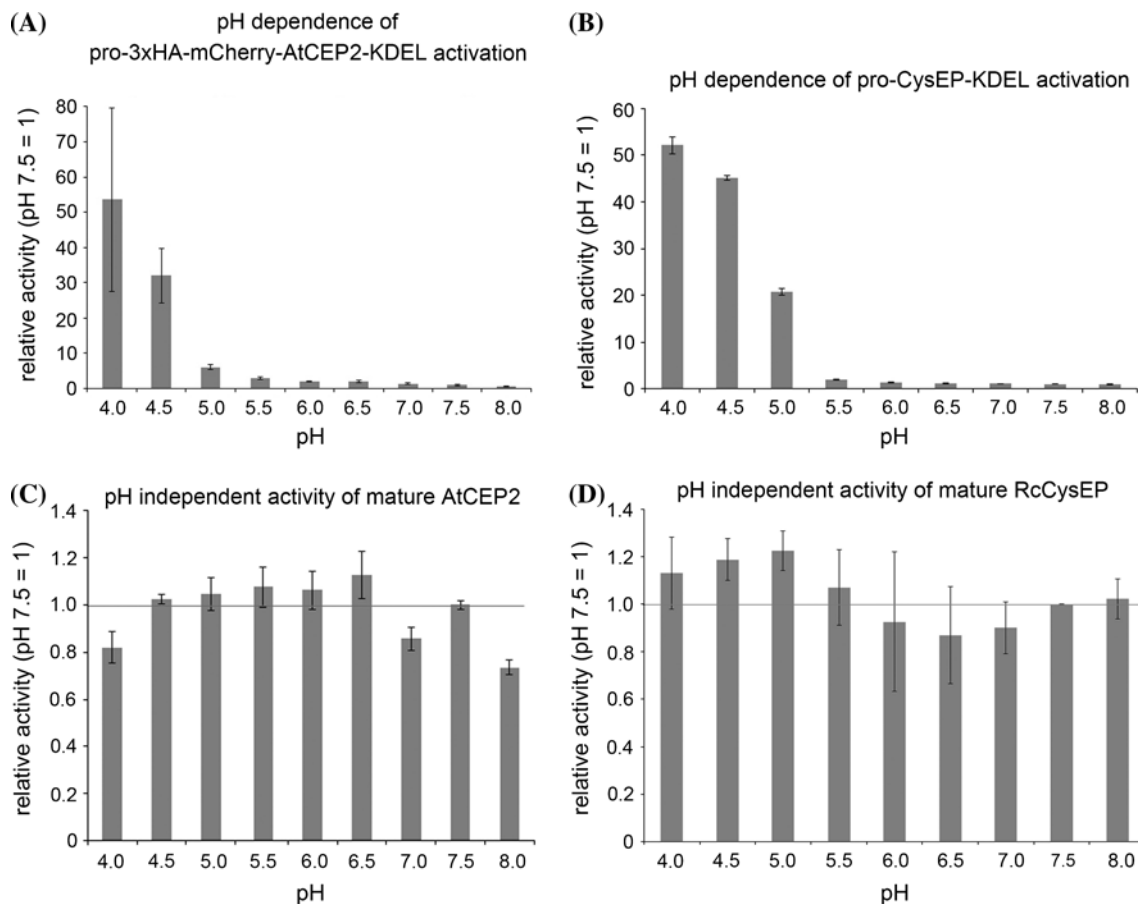 (A)
pH dependence of
pro-3xHA-mCherry-AtCEP2-KDEL activation
relative activity (pH 7.5 = 1)
80
70
60
50
40
30
20
10
0
4.0 4.5 5.0 5.5 6.0 6.5 7.0 7.5 8.0
pH
(B)
pH dependence of pro-CysEP-KDEL activation
relative activity (pH 7.5 = 1)
60
50
40
30
20
10
0
4.0 4.5 5.0 5.5 6.0 6.5 7.0 7.5 8.0
pH
(C)
pH independent activity of mature AtCEP2
relative activity (pH 7.5 = 1)
1.4
1.2
1.0
0.8
0.6
0.4
0.2
0
4.0 4.5 5.0 5.5 6.0 6.5 7.0 7.5 8.0
pH
(D)
pH independent activity of mature RcCysEP
relative activity (pH 7.5 = 1)
1.4
1.2
1.0
0.8
0.6
0.4
0.2
0
4.0 4.5 5.0 5.5 6.0 6.5 7.0 7.5 8.0
pH